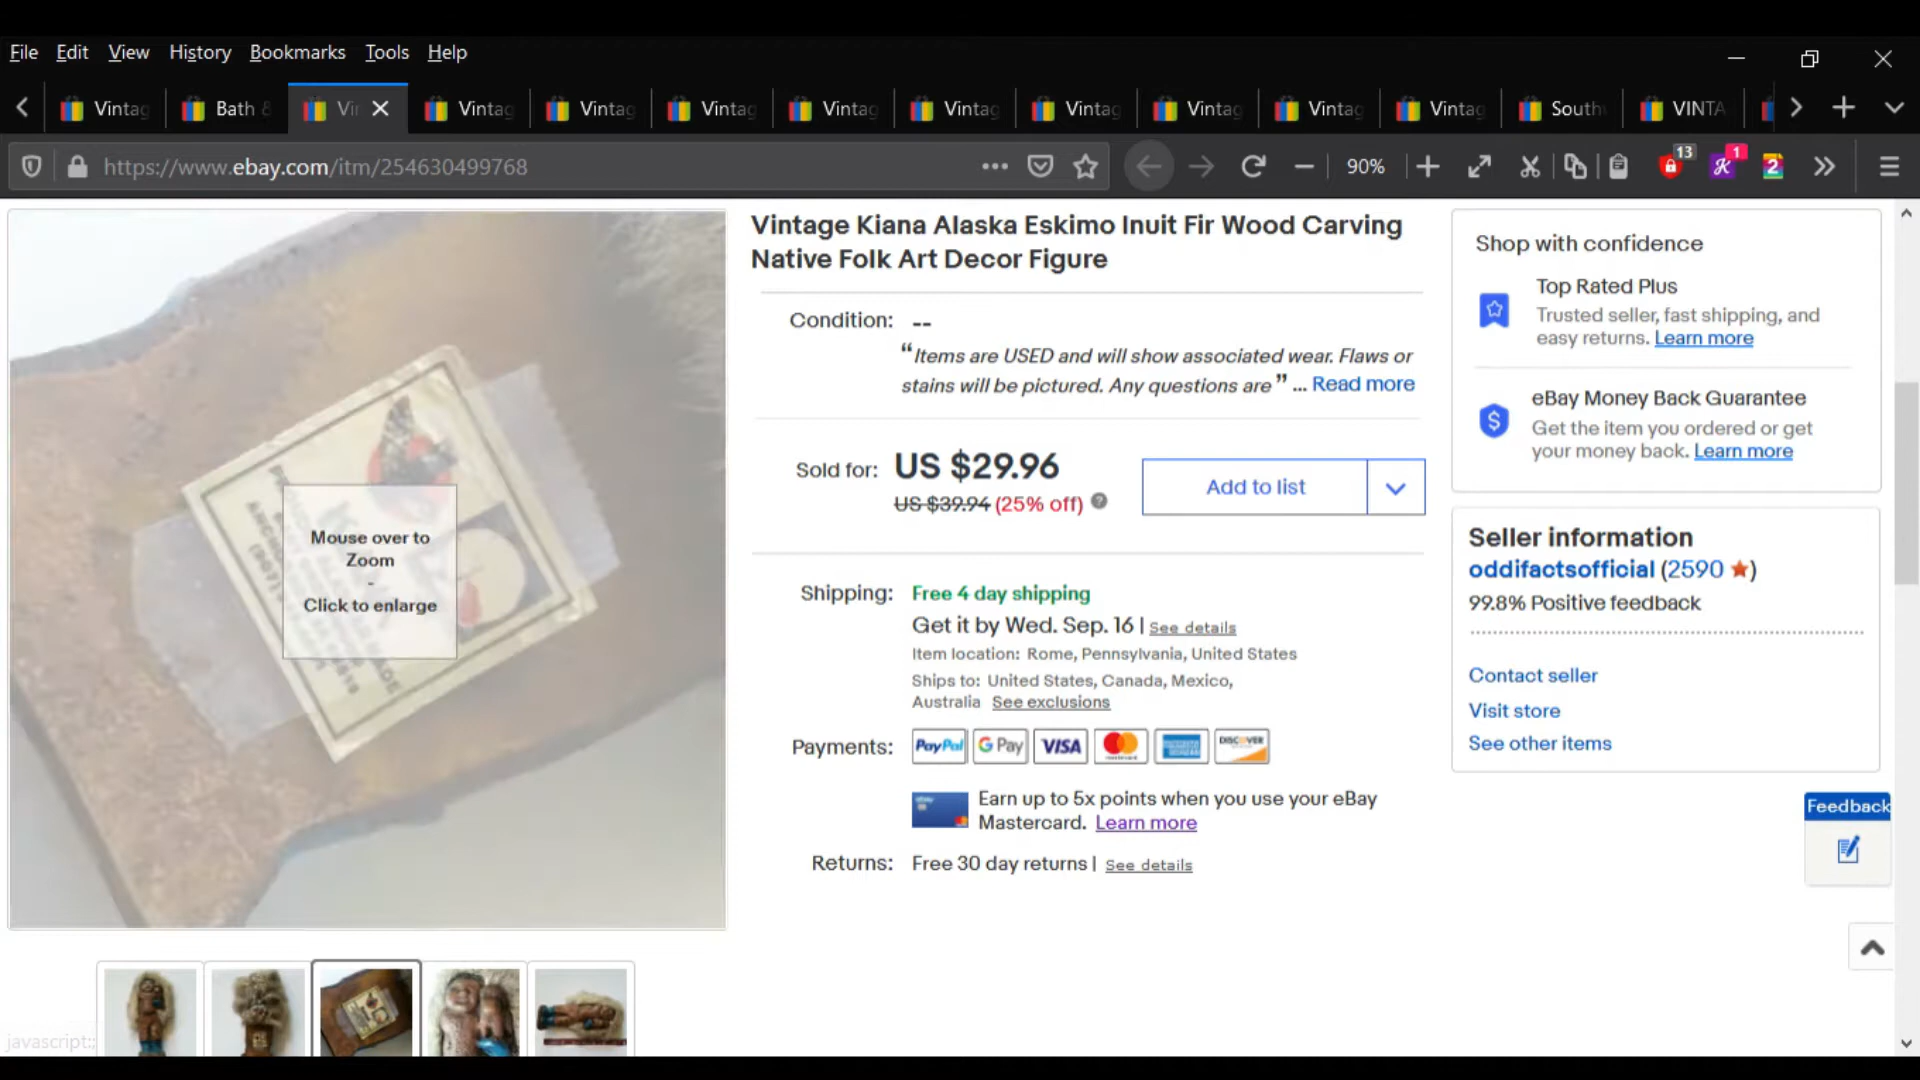 File Edit View History Bookmarks Tools Help
Vintag Bath & Vi Vintag Vintag Vintag Vintag Vintag Vintag Vintag Vintag Vintag South VINTA
https://www.ebay.com/itm/254630499768 90% 13 1 2
Vintage Kiana Alaska Eskimo Inuit Fir Wood Carving
Native Folk Art Decor Figure
Condition: --
“Items are USED and will show associated wear. Flaws or
stains will be pictured. Any questions are ” ... Read more
Sold for: US $29.96
US $39.94 (25% off)
Add to list
Shipping: Free 4 day shipping
Get it by Wed. Sep. 16 | See details
Item location: Rome, Pennsylvania, United States
Ships to: United States, Canada, Mexico,
Australia See exclusions
Payments: PayPal G Pay VISA mastercard DISCOVER
Earn up to 5x points when you use your eBay
Mastercard. Learn more
Returns: Free 30 day returns | See details
Mouse over to
Zoom
-
Click to enlarge
Shop with confidence
Top Rated Plus
Trusted seller, fast shipping, and
easy returns. Learn more
eBay Money Back Guarantee
Get the item you ordered or get
your money back. Learn more
Seller information
oddifactsofficial (2590)
99.8% Positive feedback
Contact seller
Visit store
See other items
Feedback
javascript:;